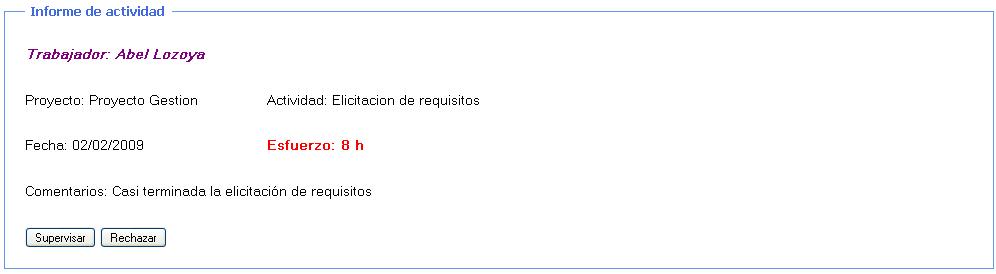 Informe de actividad
Trabajador: Abel Lozoya
Proyecto: Proyecto Gestion Actividad: Elicitacion de requisitos
Fecha: 02/02/2009 Esfuerzo: 8 h
Comentarios: Casi terminada la elicitación de requisitos
Supervisar Rechazar